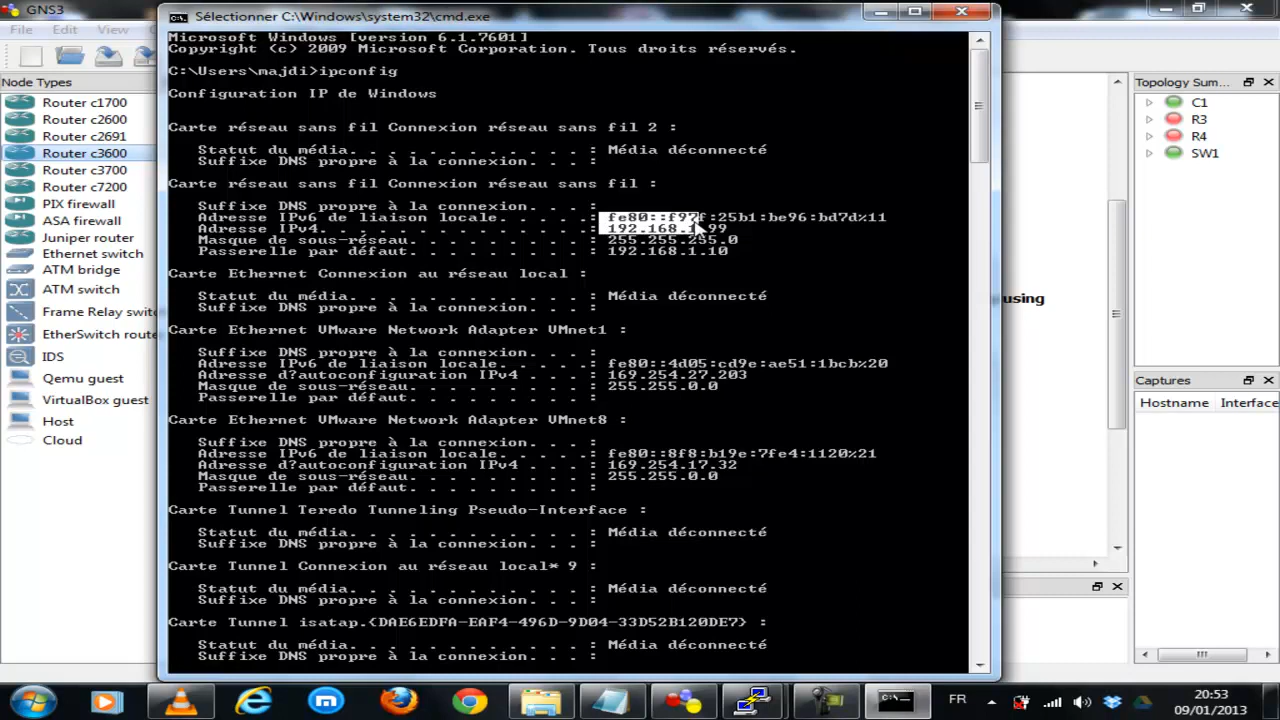 GNS3
Sélectionner C:\Windows\system32\cmd.exe
File Edit View
Node Types
Router c1700
Router c2600
Router c2691
Router c3600
Router c3700
Router c7200
PIX firewall
ASA firewall
Juniper router
Ethernet switch
ATM bridge
ATM switch
Frame Relay switc
EtherSwitch route
IDS
Qemu guest
VirtualBox guest
Host
Cloud
Microsoft Windows [version 6.1.7601]
Copyright (c) 2009 Microsoft Corporation. Tous droits réservés.
C:\Users\majdi>ipconfig
Configuration IP de Windows
Carte réseau sans fil Connexion réseau sans fil 2 :
Statut du média. . . . . . . . . . . . : Média déconnecté
Suffixe DNS propre à la connexion. . . :
Carte réseau sans fil Connexion réseau sans fil :
Suffixe DNS propre à la connexion. . . :
Adresse IPv6 de liaison locale. . . . .: fe80::f97f:25b1:be96:bd7d%11
Adresse IPv4. . . . . . . . . . . . . .: 192.168.1.99
Masque de sous-réseau. . . . . . . . . : 255.255.255.0
Passerelle par défaut. . . . . . . . . : 192.168.1.10
Carte Ethernet Connexion au réseau local :
Statut du média. . . . . . . . . . . . : Média déconnecté
Suffixe DNS propre à la connexion. . . :
Carte Ethernet VMware Network Adapter VMnet1 :
Suffixe DNS propre à la connexion. . . :
Adresse IPv6 de liaison locale. . . . .: fe80::4d05:cd9e:ae51:1bcb%20
Adresse d?autoconfiguration IPv4 . . . : 169.254.27.203
Masque de sous-réseau. . . . . . . . . : 255.255.0.0
Passerelle par défaut. . . . . . . . . :
Carte Ethernet VMware Network Adapter VMnet8 :
Suffixe DNS propre à la connexion. . . :
Adresse IPv6 de liaison locale. . . . .: fe80::8f8:b19e:7fe4:1120%21
Adresse d?autoconfiguration IPv4 . . . : 169.254.17.32
Masque de sous-réseau. . . . . . . . . : 255.255.0.0
Passerelle par défaut. . . . . . . . . :
Carte Tunnel Teredo Tunneling Pseudo-Interface :
Statut du média. . . . . . . . . . . . : Média déconnecté
Suffixe DNS propre à la connexion. . . :
Carte Tunnel Connexion au réseau local* 9 :
Statut du média. . . . . . . . . . . . : Média déconnecté
Suffixe DNS propre à la connexion. . . :
Carte Tunnel isatap.{DAE6EDFA-EAF4-496D-9D04-33D52B120DE7} :
Statut du média. . . . . . . . . . . . : Média déconnecté
Suffixe DNS propre à la connexion. . . :
using
Topology Sum...
C1
R3
R4
SW1
Captures
Hostname Interface
FR
20:53
09/01/2013